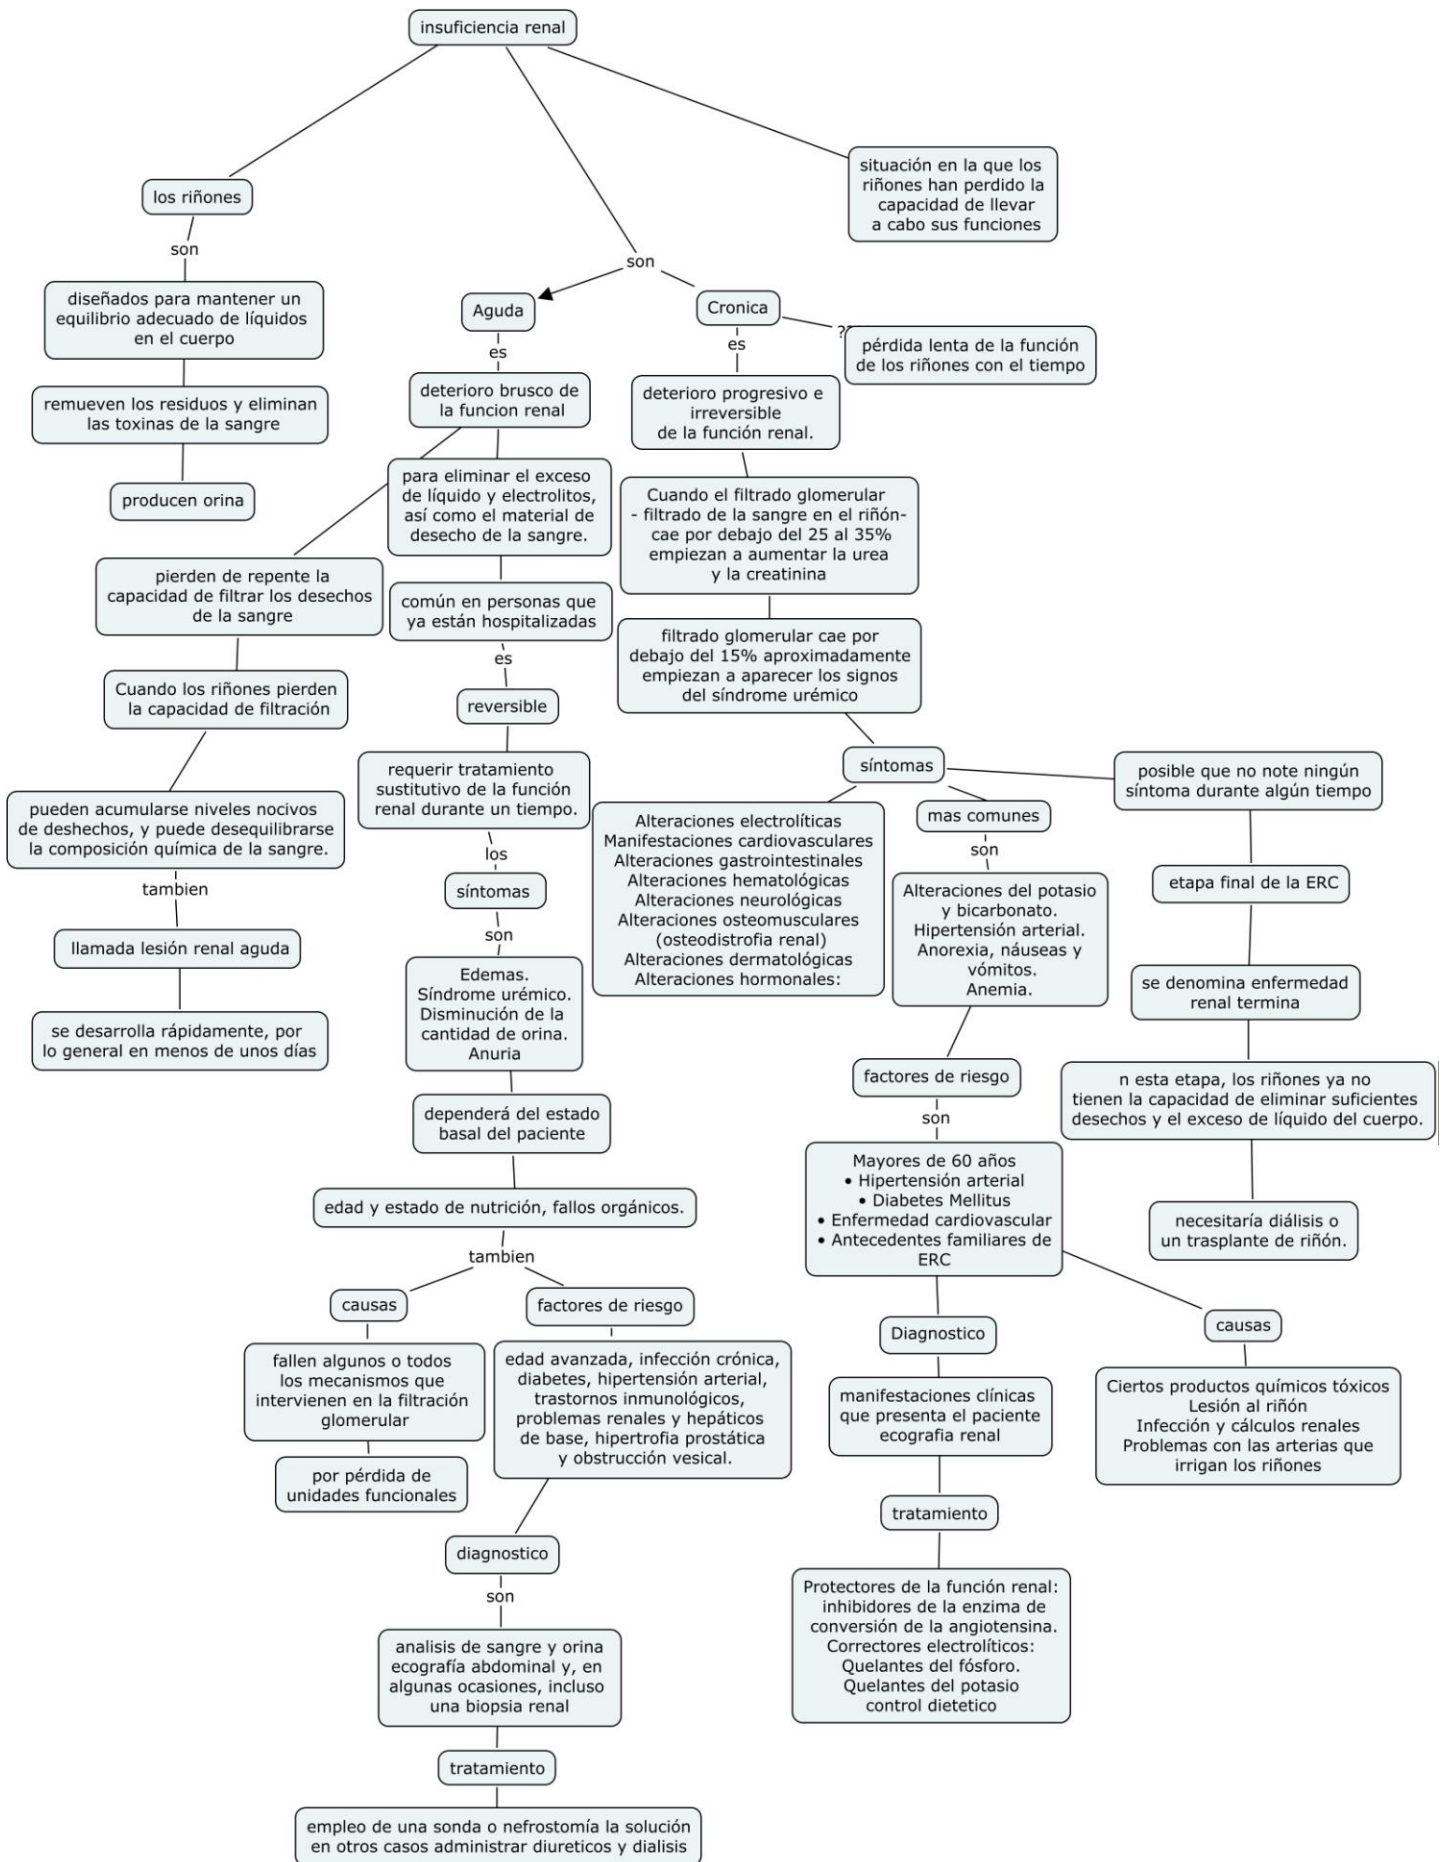 insuficiencia renal
los riñones
son
diseñados para mantener un
equilibrio adecuado de líquidos
en el cuerpo
remueven los residuos y eliminan
las toxinas de la sangre
producen orina
situación en la que los
riñones han perdido la
capacidad de llevar
a cabo sus funciones
son
Aguda
es
deterioro brusco de
la funcion renal
para eliminar el exceso
de líquido y electrolitos,
así como el material de
desecho de la sangre.
común en personas que
ya están hospitalizadas
es
reversible
requerir tratamiento
sustitutivo de la función
renal durante un tiempo.
los
síntomas
son
Edemas.
Síndrome urémico.
Disminución de la
cantidad de orina.
Anuria
dependerá del estado
basal del paciente
edad y estado de nutrición, fallos orgánicos.
tambien
causas
fallen algunos o todos
los mecanismos que
intervienen en la filtración
glomerular
por pérdida de
unidades funcionales
factores de riesgo
edad avanzada, infección crónica,
diabetes, hipertensión arterial,
trastornos inmunológicos,
problemas renales y hepáticos
de base, hipertrofia prostática
y obstrucción vesical.
diagnostico
son
analisis de sangre y orina
ecografía abdominal y, en
algunas ocasiones, incluso
una biopsia renal
tratamiento
empleo de una sonda o nefrostomía la solución
en otros casos administrar diureticos y dialisis
pierden de repente la
capacidad de filtrar los desechos
de la sangre
Cuando los riñones pierden
la capacidad de filtración
pueden acumularse niveles nocivos
de deshechos, y puede desequilibrarse
la composición química de la sangre.
tambien
llamada lesión renal aguda
se desarrolla rápidamente, por
lo general en menos de unos días
Cronica
??
pérdida lenta de la función
de los riñones con el tiempo
es
deterioro progresivo e
irreversible
de la función renal.
Cuando el filtrado glomerular
- filtrado de la sangre en el riñón-
cae por debajo del 25 al 35%
empiezan a aumentar la urea
y la creatinina
filtrado glomerular cae por
debajo del 15% aproximadamente
empiezan a aparecer los signos
del síndrome urémico
síntomas
Alteraciones electrolíticas
Manifestaciones cardiovasculares
Alteraciones gastrointestinales
Alteraciones hematológicas
Alteraciones neurológicas
Alteraciones osteomusculares
(osteodistrofia renal)
Alteraciones dermatológicas
Alteraciones hormonales:
mas comunes
son
Alteraciones del potasio
y bicarbonato.
Hipertensión arterial.
Anorexia, náuseas y
vómitos.
Anemia.
factores de riesgo
son
Mayores de 60 años
• Hipertensión arterial
• Diabetes Mellitus
• Enfermedad cardiovascular
• Antecedentes familiares de
ERC
Diagnostico
manifestaciones clínicas
que presenta el paciente
ecografia renal
tratamiento
Protectores de la función renal:
inhibidores de la enzima de
conversión de la angiotensina.
Correctores electrolíticos:
Quelantes del fósforo.
Quelantes del potasio
control dietetico
causas
Ciertos productos químicos tóxicos
Lesión al riñón
Infección y cálculos renales
Problemas con las arterias que
irrigan los riñones
posible que no note ningún
síntoma durante algún tiempo
etapa final de la ERC
se denomina enfermedad
renal termina
n esta etapa, los riñones ya no
tienen la capacidad de eliminar suficientes
desechos y el exceso de líquido del cuerpo.
necesitaría diálisis o
un trasplante de riñón.